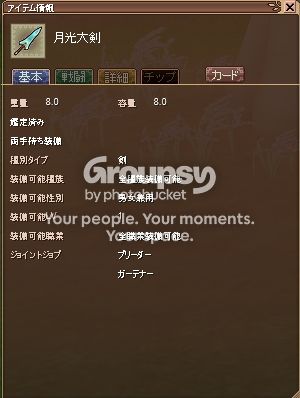 アイテム情報
月光大剣
基本 戦闘 詳細 チップ カード
重量 8.0 容量 8.0
鑑定済み
両手持ち装備
種別タイプ 剣
装備可能種族 全種族装備可能
装備可能性別 男女兼用
装備可能
装備可能職業 全職業装備可能
ジョイントジョブ ブリーダー
ガーデナー
Groupsy
by photobucket
Your people. Your moments.
Your space.